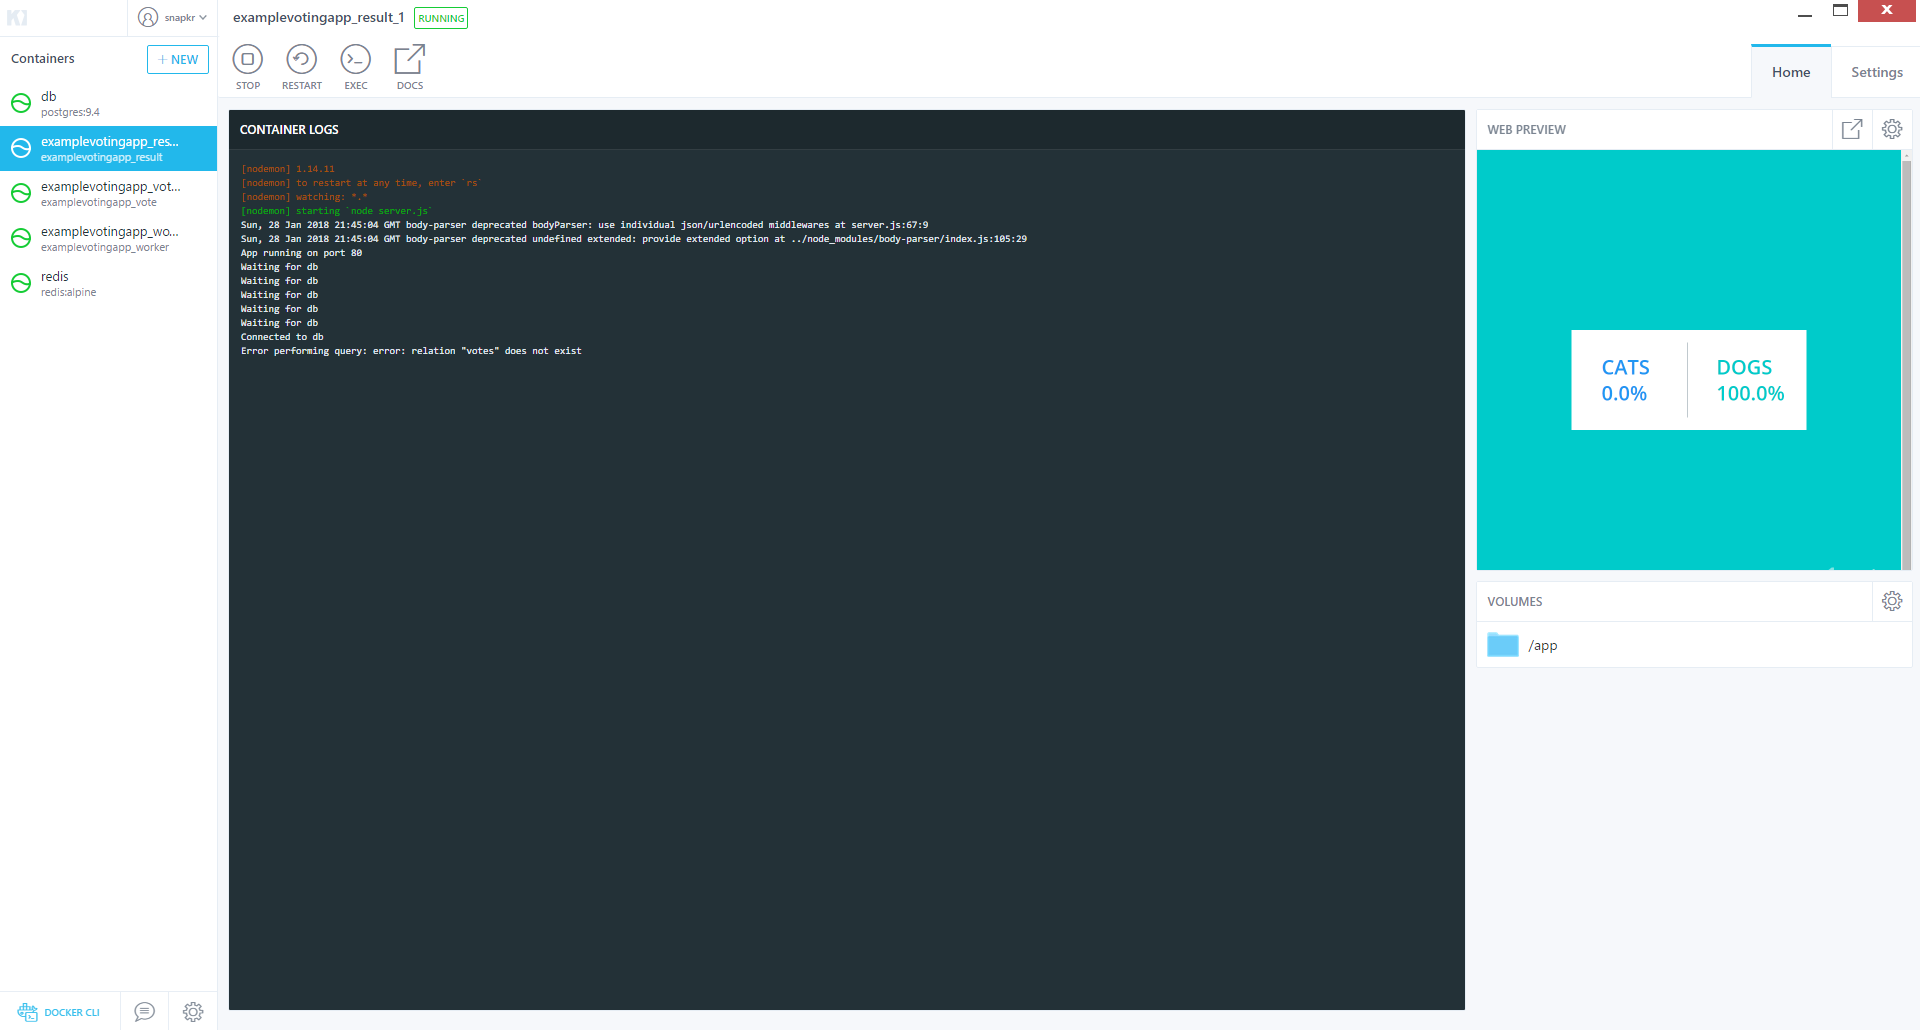 snapkr
Containers
+ NEW
db
postgres:9.4
examplevotingapp_res...
examplevotingapp_result
examplevotingapp_vot...
examplevotingapp_vote
examplevotingapp_wo...
examplevotingapp_worker
redis
redis:alpine
DOCKER CLI
examplevotingapp_result_1
RUNNING
STOP
RESTART
EXEC
DOCS
Home
Settings
CONTAINER LOGS
[nodemon] 1.14.11
[nodemon] to restart at any time, enter `rs`
[nodemon] watching: *.*
[nodemon] starting `node server.js`
Sun, 28 Jan 2018 21:45:04 GMT body-parser deprecated bodyParser: use individual json/urlencoded middlewares at server.js:67:9
Sun, 28 Jan 2018 21:45:04 GMT body-parser deprecated undefined extended: provide extended option at ../node_modules/body-parser/index.js:105:29
App running on port 80
Waiting for db
Waiting for db
Waiting for db
Waiting for db
Waiting for db
Connected to db
Error performing query: error: relation "votes" does not exist
WEB PREVIEW
CATS
0.0%
DOGS
100.0%
VOLUMES
/app